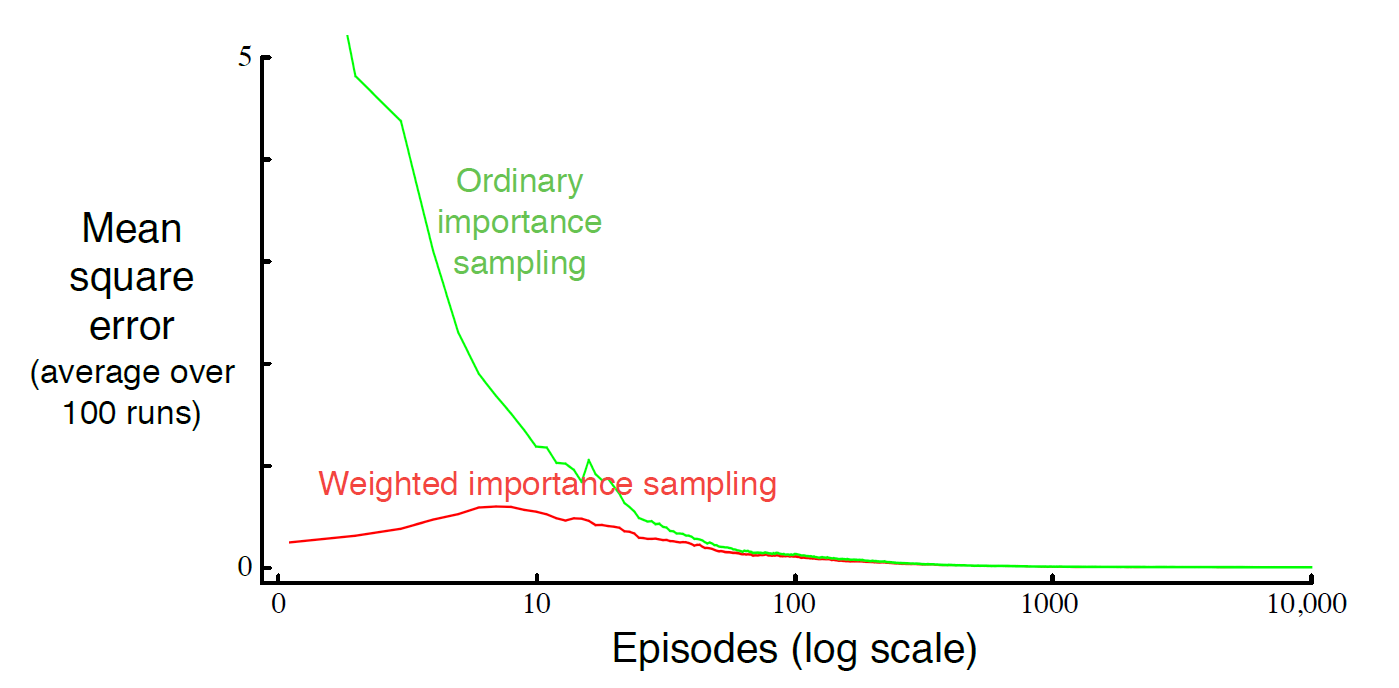 5
Ordinary
importance
sampling
Mean
square
error
(average over
100 runs)
Weighted importance sampling
0
0
10
100
1000
10,000
Episodes (log scale)